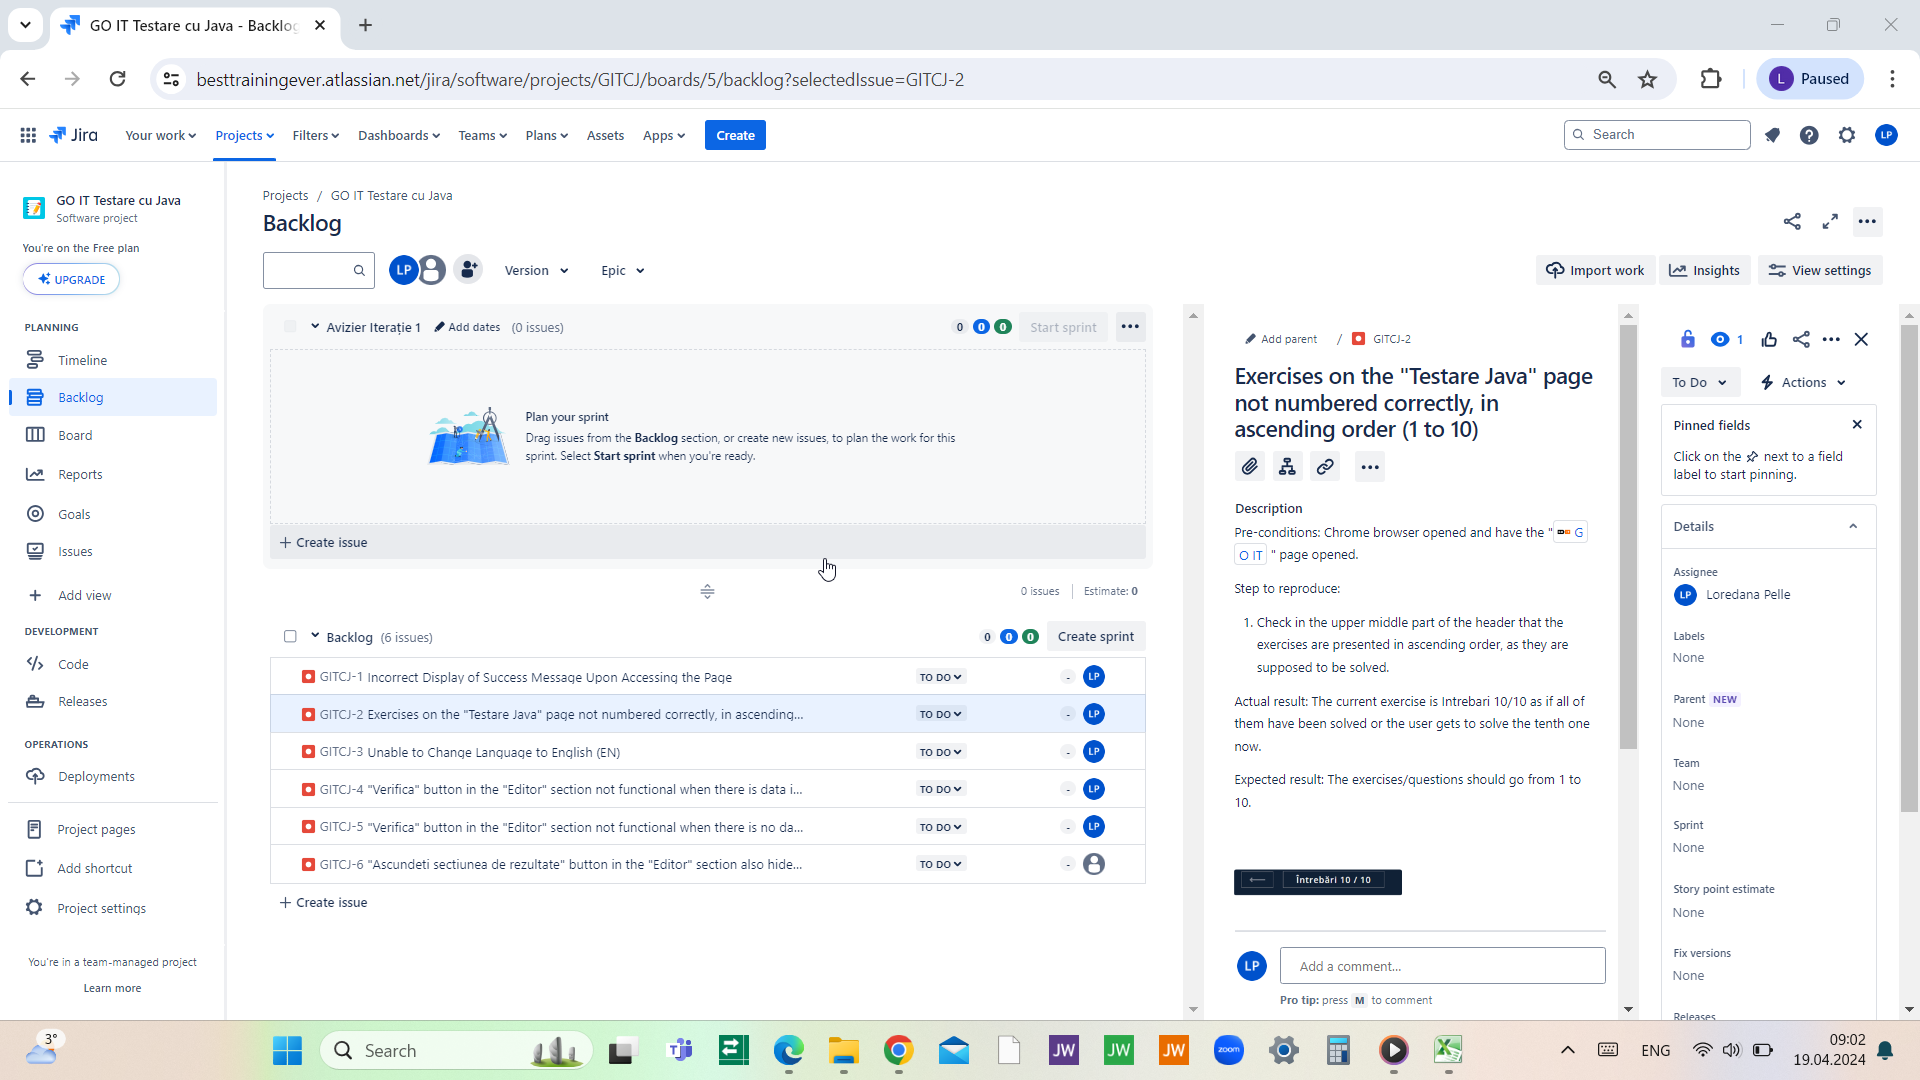 GO IT Testare cu Java - Backlog
besttrainingever.atlassian.net/jira/software/projects/GITCJ/boards/5/backlog?selectedIssue=GITCJ-2
L Paused
Jira Your work Projects Filters Dashboards Teams Plans Assets Apps Create Search LP
GO IT Testare cu Java
Software project
You're on the Free plan
UPGRADE
PLANNING
Timeline
Backlog
Board
Reports
Goals
Issues
Add view
DEVELOPMENT
Code
Releases
OPERATIONS
Deployments
Project pages
Add shortcut
Project settings
You're in a team-managed project
Learn more
Projects / GO IT Testare cu Java
Backlog
LP Version Epic
Import work Insights View settings
Avizier Iterație 1 Add dates (0 issues) 0 0 0 Start sprint
Plan your sprint
Drag issues from the Backlog section, or create new issues, to plan the work for this
sprint. Select Start sprint when you're ready.
+ Create issue
0 issues Estimate: 0
Backlog (6 issues) 0 0 0 Create sprint
GITCJ-1 Incorrect Display of Success Message Upon Accessing the Page TO DO - LP
GITCJ-2 Exercises on the "Testare Java" page not numbered correctly, in ascending... TO DO - LP
GITCJ-3 Unable to Change Language to English (EN) TO DO - LP
GITCJ-4 "Verifica" button in the "Editor" section not functional when there is data i... TO DO - LP
GITCJ-5 "Verifica" button in the "Editor" section not functional when there is no da... TO DO - LP
GITCJ-6 "Ascundeti sectiunea de rezultate" button in the "Editor" section also hide... TO DO -
+ Create issue
Add parent / GITCJ-2
Exercises on the "Testare Java" page
not numbered correctly, in
ascending order (1 to 10)
Description
Pre-conditions: Chrome browser opened and have the " G
O IT " page opened.
Step to reproduce:
1. Check in the upper middle part of the header that the
exercises are presented in ascending order, as they are
supposed to be solved.
Actual result: The current exercise is Intrebari 10/10 as if all of
them have been solved or the user gets to solve the tenth one
now.
Expected result: The exercises/questions should go from 1 to
10.
Întrebări 10 / 10
LP Add a comment...
Pro tip: press M to comment
1
To Do Actions
Pinned fields
Click on the next to a field
label to start pinning.
Details
Assignee
LP Loredana Pelle
Labels
None
Parent NEW
None
Team
None
Sprint
None
Story point estimate
None
Fix versions
None
Releases
3° Search JW JW JW zoom ENG 09:02
19.04.2024